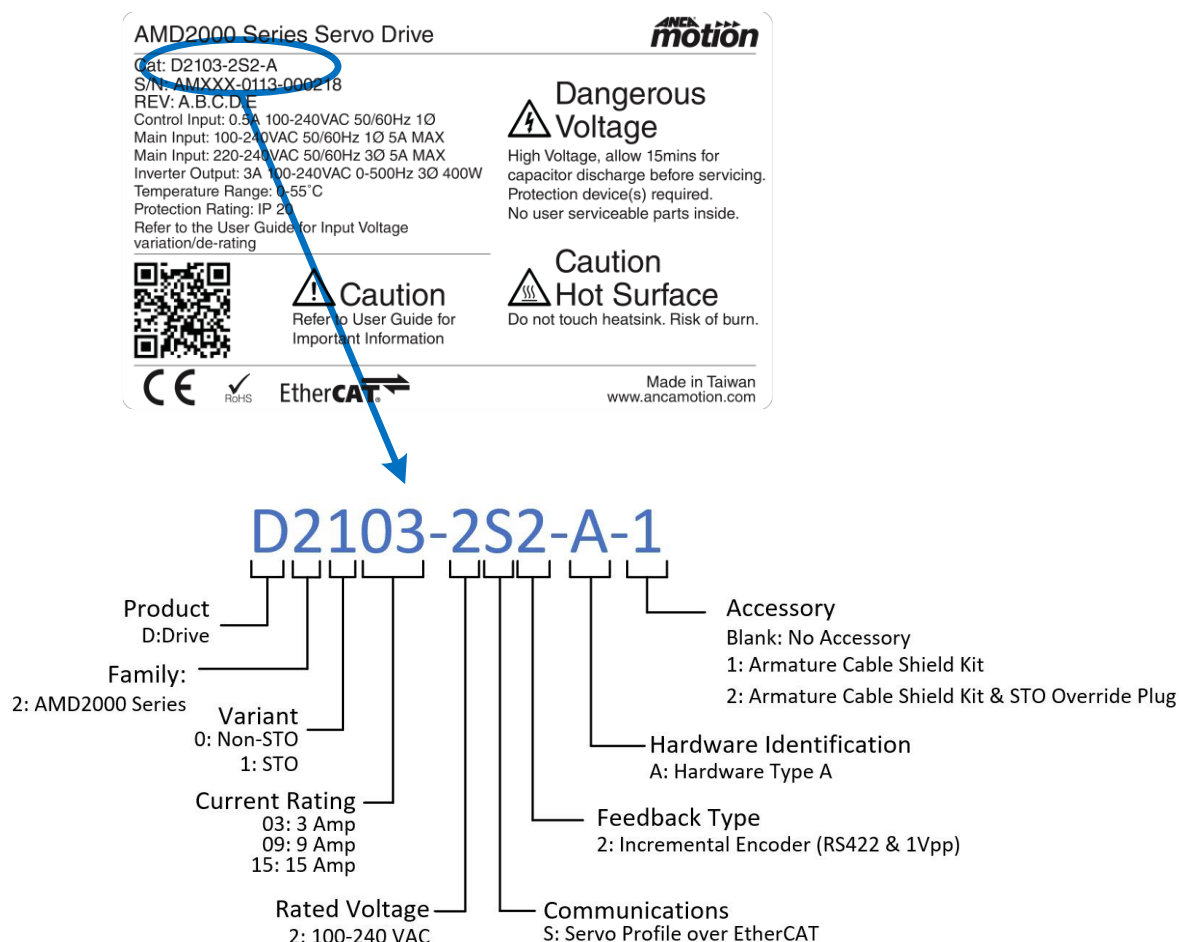 AMD2000 Series Servo Drive
ANCA motion
Cat: D2103-2S2-A
S/N: AMXXX-0113-000218
REV: A.B.C.D.E
Control Input: 0.5A 100-240VAC 50/60Hz 1Ø
Main Input: 100-240VAC 50/60Hz 1Ø 5A MAX
Main Input: 220-240VAC 50/60Hz 3Ø 5A MAX
Inverter Output: 3A 100-240VAC 0-500Hz 3Ø 400W
Temperature Range: 0-55˚C
Protection Rating: IP 20
Refer to the User Guide for Input Voltage
variation/de-rating
Dangerous
Voltage
High Voltage, allow 15mins for
capacitor discharge before servicing.
Protection device(s) required.
No user serviceable parts inside.
Caution
Refer to User Guide for
Important Information
Caution
Hot Surface
Do not touch heatsink. Risk of burn.
CE
RoHS
EtherCAT®
Made in Taiwan
www.ancamotion.com
D2103-2S2-A-1
Product
D:Drive
Family:
2: AMD2000 Series
Variant
0: Non-STO
1: STO
Current Rating
03: 3 Amp
09: 9 Amp
15: 15 Amp
Rated Voltage
2: 100-240 VAC
Communications
S: Servo Profile over EtherCAT
Feedback Type
2: Incremental Encoder (RS422 & 1Vpp)
Hardware Identification
A: Hardware Type A
Accessory
Blank: No Accessory
1: Armature Cable Shield Kit
2: Armature Cable Shield Kit & STO Override Plug